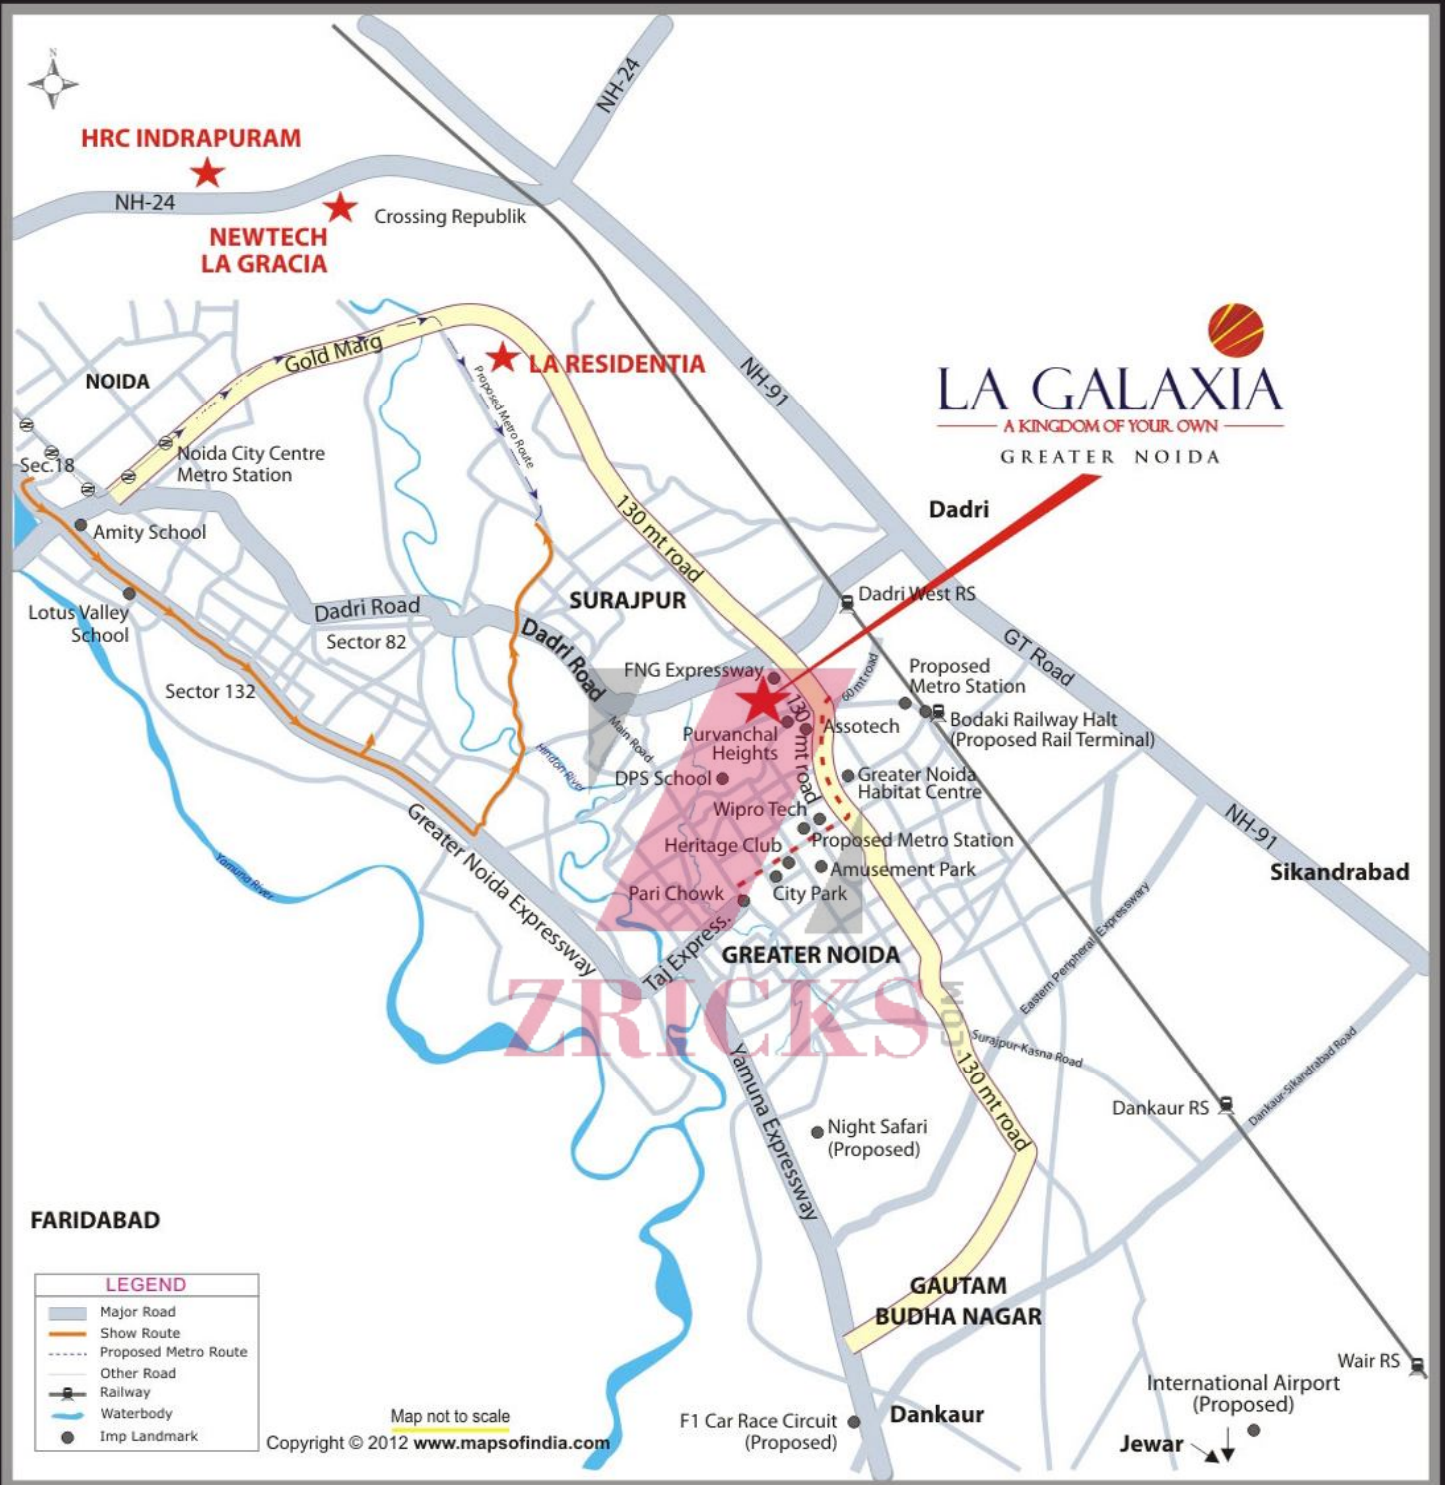 N
NH-24
HRC INDRAPURAM
NH-24
Crossing Republik
NEWTECH
LA GRACIA
Gold Marg
LA RESIDENTIA
NOIDA
Proposed Metro Route
NH-91
LA GALAXIA
A KINGDOM OF YOUR OWN
GREATER NOIDA
Noida City Centre
Metro Station
Sec.18
Dadri
Amity School
130 mt road
Lotus Valley
School
Dadri Road
Sector 82
SURAJPUR
Dadri West RS
Dadri Road
GT Road
Sector 132
FNG Expressway
60 mt road
Proposed
Metro Station
130 mt road
Main Road
Purvanchal
Heights
Assotech
Bodaki Railway Halt
(Proposed Rail Terminal)
Hindon River
DPS School
Greater Noida
Habitat Centre
Wipro Tech
NH-91
Greater Noida Expressway
Heritage Club
Proposed Metro Station
Amusement Park
Sikandrabad
Yamuna River
Pari Chowk
City Park
Taj Express.
GREATER NOIDA
Eastern Peripheral Expressway
ZRICKS
.COM
Surajpur-Kasna Road
Yamuna Expressway
130 mt road
Dankaur-Sikandrabad Road
Dankaur RS
Night Safari
(Proposed)
FARIDABAD
GAUTAM
BUDHA NAGAR
LEGEND
Major Road
Show Route
Proposed Metro Route
Other Road
Railway
Waterbody
Imp Landmark
Wair RS
International Airport
(Proposed)
Map not to scale
Copyright © 2012 www.mapsofindia.com
F1 Car Race Circuit
(Proposed)
Dankaur
Jewar